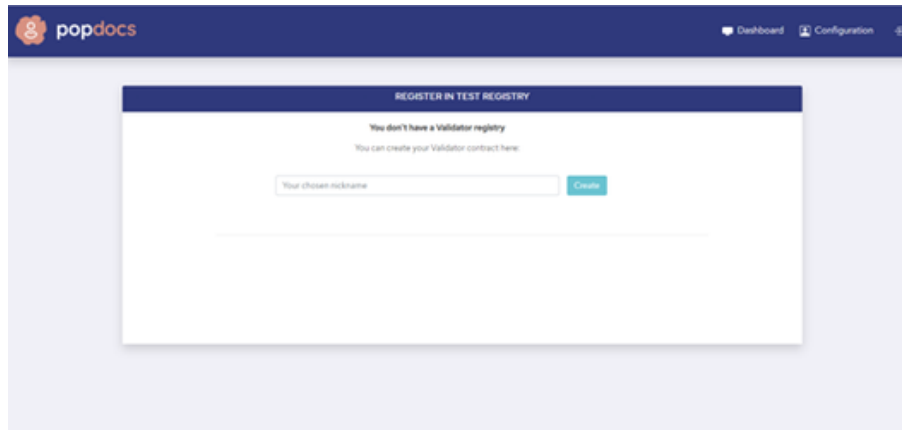 popdocs
Dashboard Configuration
REGISTER IN TEST REGISTRY
You don't have a Validator registry
You can create your Validator contract here:
Your chosen nickname Create